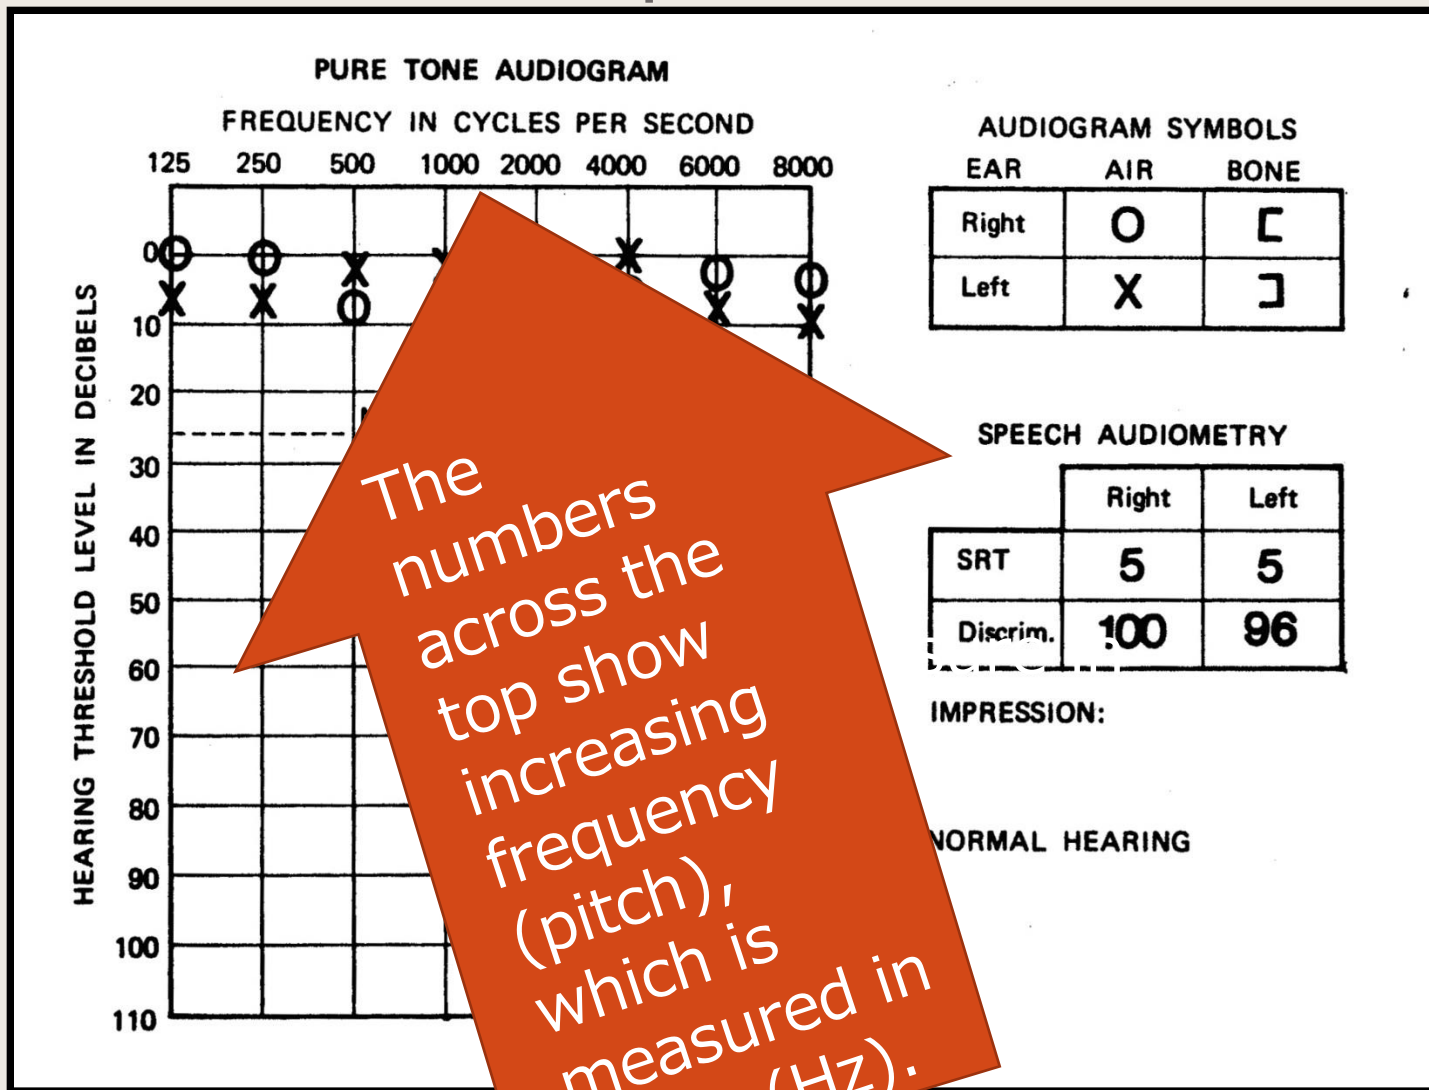 PURE TONE AUDIOGRAM
FREQUENCY IN CYCLES PER SECOND
125 250 500 1000 2000 4000 6000 8000
HEARING THRESHOLD LEVEL IN DECIBELS
0
10
20
30
40
50
60
70
80
90
100
110
The
numbers
across the
top show
increasing
frequency
(pitch),
which is
measured in
(Hz).
AUDIOGRAM SYMBOLS
EAR AIR BONE
Right O
Left X
SPEECH AUDIOMETRY
Right Left
SRT 5 5
Discrim. 100 96
IMPRESSION:
NORMAL HEARING